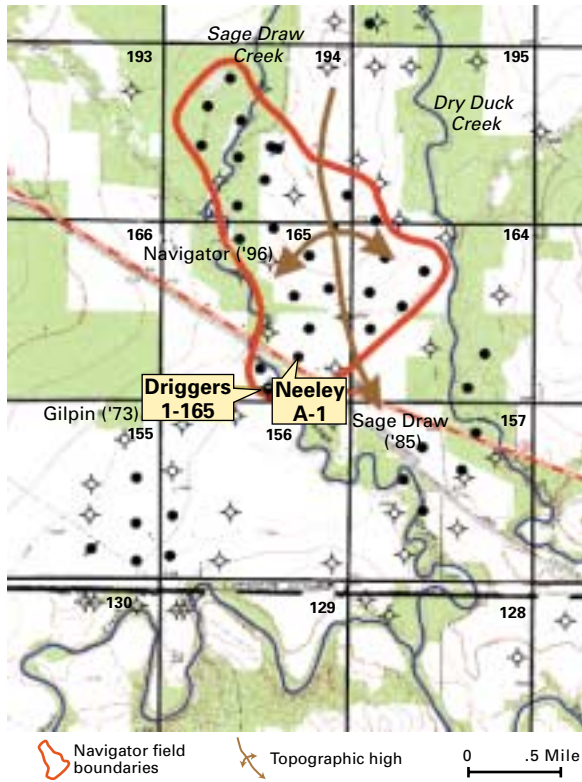 193
Sage Draw
Creek
194
195
Dry Duck
Creek
166
165
164
Navigator ('96)
Driggers
1-165
Neeley
A-1
Gilpin ('73)
155
156
Sage Draw
('85)
157
130
129
128
Navigator field
boundaries
Topographic high
0 .5 Mile